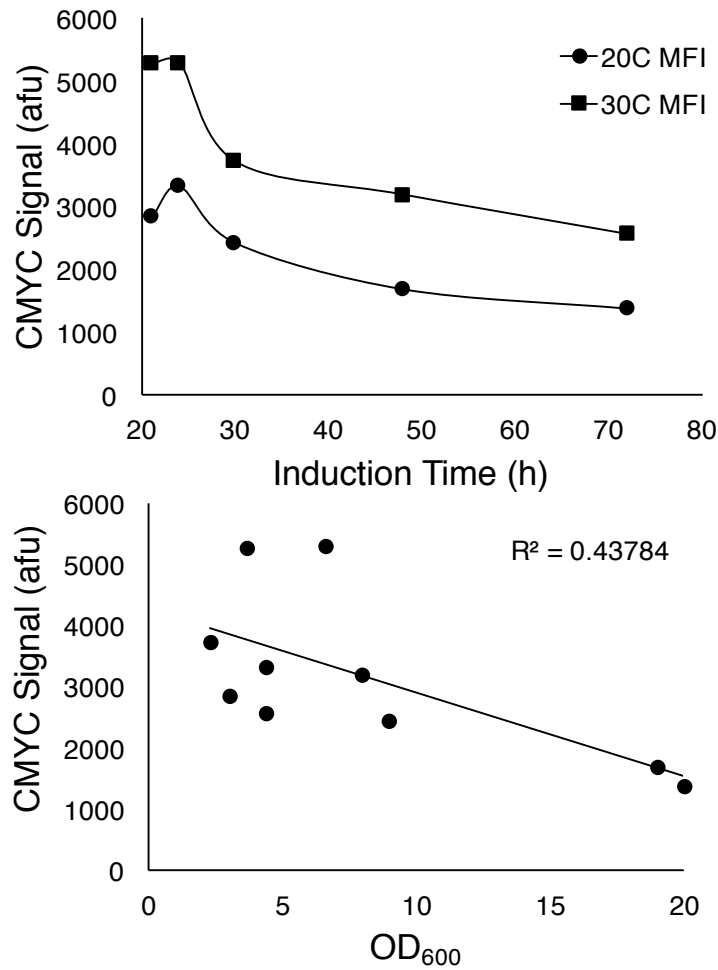 6000
5000
4000
3000
2000
1000
0
CMYC Signal (afu)
20C MFI
30C MFI
20 30 40 50 60 70 80
Induction Time (h)
6000
5000
4000
3000
2000
1000
0
CMYC Signal (afu)
R² = 0.43784
0 5 10 15 20
OD₆₀₀